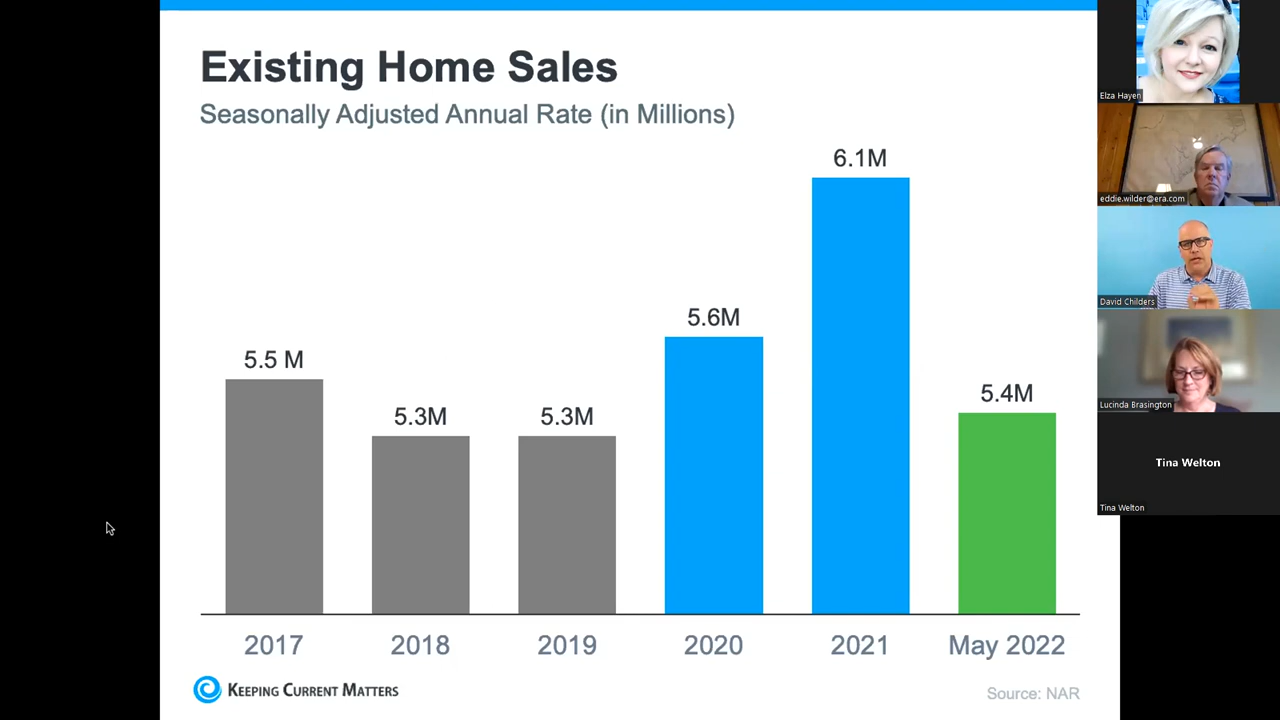 Existing Home Sales
Seasonally Adjusted Annual Rate (in Millions)
5.5 M
5.3M
5.3M
5.6M
6.1M
5.4M
2017
2018
2019
2020
2021
May 2022
KEEPING CURRENT MATTERS
Source: NAR
Elza Hayen
eddie.wilder@era.com
David Childers
Lucinda Brasington
Tina Welton
Tina Welton